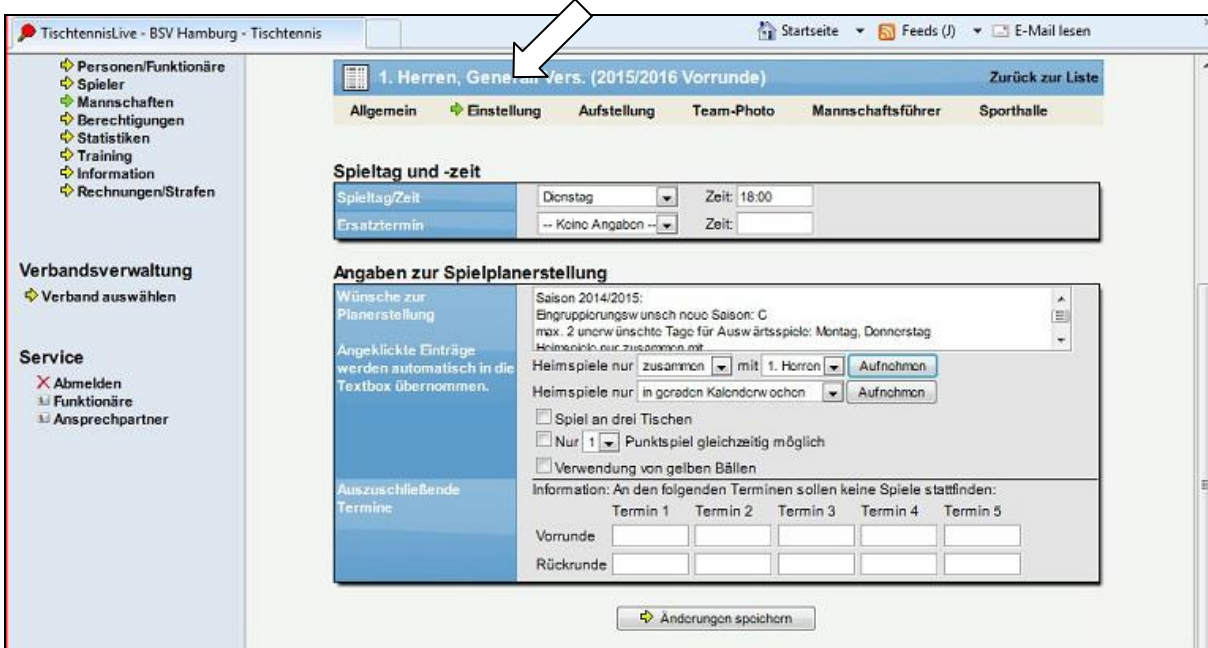 TischtennisLive - BSV Hamburg - Tischtennis
Startseite Feeds (J) E-Mail lesen
Personen/Funktionäre
Spieler
Mannschaften
Berechtigungen
Statistiken
Training
Information
Rechnungen/Strafen
Verbandsverwaltung
Verband auswählen
Service
Abmelden
Funktionäre
Ansprechpartner
1. Herren, Vers. (2015/2016 Vorrunde) Zurück zur Liste
Allgemein Einstellung Aufstellung Team-Photo Mannschaftsführer Sporthalle
Spieltag und -zeit
Spieltag/Zeit Dienstag Zeit: 18:00
Ersatztermin -- Keine Angaben -- Zeit:
Angaben zur Spielplanerstellung
Wünsche zur
Planerstellung
Angeklickte Einträge
werden automatisch in die
Textbox übernommen.
Saison 2014/2015:
Eingruppierungswunsch neue Saison: C
max. 2 unerwünschte Tage für Auswärtsspiele: Montag, Donnerstag
Heimspiele nur zusammen mit
Heimspiele nur zusammen mit 1. Herren Aufnehmen
Heimspiele nur in geraden Kalenderwochen Aufnehmen
Spiel an drei Tischen
Nur 1 Punktspiel gleichzeitig möglich
Verwendung von gelben Bällen
Auszuschließende
Termine
Information: An den folgenden Terminen sollen keine Spiele stattfinden:
Termin 1 Termin 2 Termin 3 Termin 4 Termin 5
Vorrunde
Rückrunde
Änderungen speichern